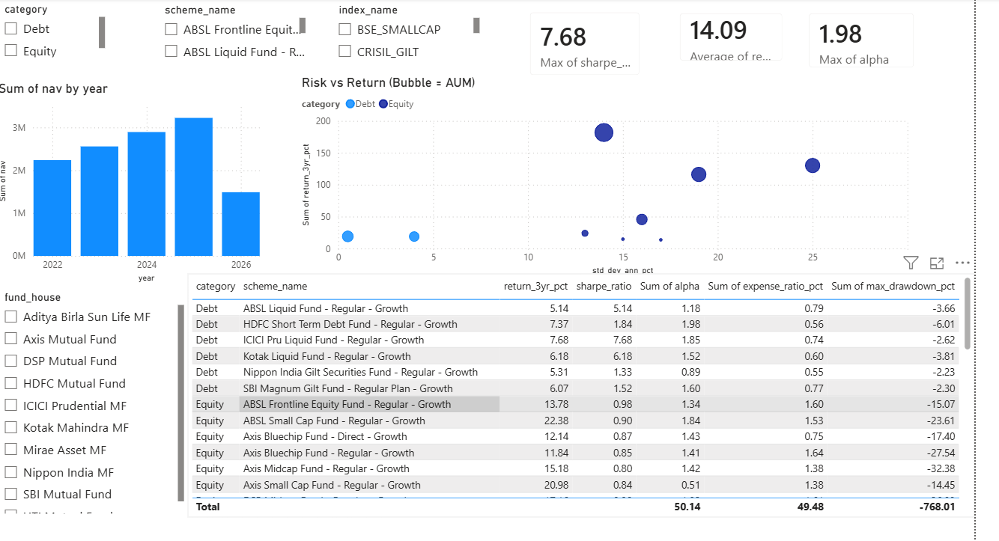 category
Debt
Equity
scheme_name
ABSL Frontline Equit...
ABSL Liquid Fund - R...
index_name
BSE_SMALLCAP
CRISIL_GILT
7.68
Max of sharpe_...
14.09
Average of re...
1.98
Max of alpha
Sum of nav by year
Sum of nav
3M
2M
1M
0M
2022
2024
2026
year
Risk vs Return (Bubble = AUM)
category Debt Equity
Sum of return_3yr_pct
200
150
100
50
0
0 5 10 15 20 25
std_dev_ann_pct
fund_house
Aditya Birla Sun Life MF
Axis Mutual Fund
DSP Mutual Fund
HDFC Mutual Fund
ICICI Prudential MF
Kotak Mahindra MF
Mirae Asset MF
Nippon India MF
SBI Mutual Fund
category scheme_name return_3yr_pct sharpe_ratio Sum of alpha Sum of expense_ratio_pct Sum of max_drawdown_pct
Debt ABSL Liquid Fund - Regular - Growth 5.14 5.14 1.18 0.79 -3.66
Debt HDFC Short Term Debt Fund - Regular - Growth 7.37 1.84 1.98 0.56 -6.01
Debt ICICI Pru Liquid Fund - Regular - Growth 7.68 7.68 1.85 0.74 -2.62
Debt Kotak Liquid Fund - Regular - Growth 6.18 6.18 1.52 0.60 -3.81
Debt Nippon India Gilt Securities Fund - Regular - Growth 5.31 1.33 0.89 0.55 -2.23
Debt SBI Magnum Gilt Fund - Regular Plan - Growth 6.07 1.52 1.60 0.77 -2.30
Equity ABSL Frontline Equity Fund - Regular - Growth 13.78 0.98 1.34 1.60 -15.07
Equity ABSL Small Cap Fund - Regular - Growth 22.38 0.90 1.84 1.53 -23.61
Equity Axis Bluechip Fund - Direct - Growth 12.14 0.87 1.43 0.75 -17.40
Equity Axis Bluechip Fund - Regular - Growth 11.84 0.85 1.41 1.64 -27.54
Equity Axis Midcap Fund - Regular - Growth 15.18 0.80 1.42 1.38 -32.38
Equity Axis Small Cap Fund - Regular - Growth 20.98 0.84 0.51 1.38 -14.45
Total 50.14 49.48 -768.01